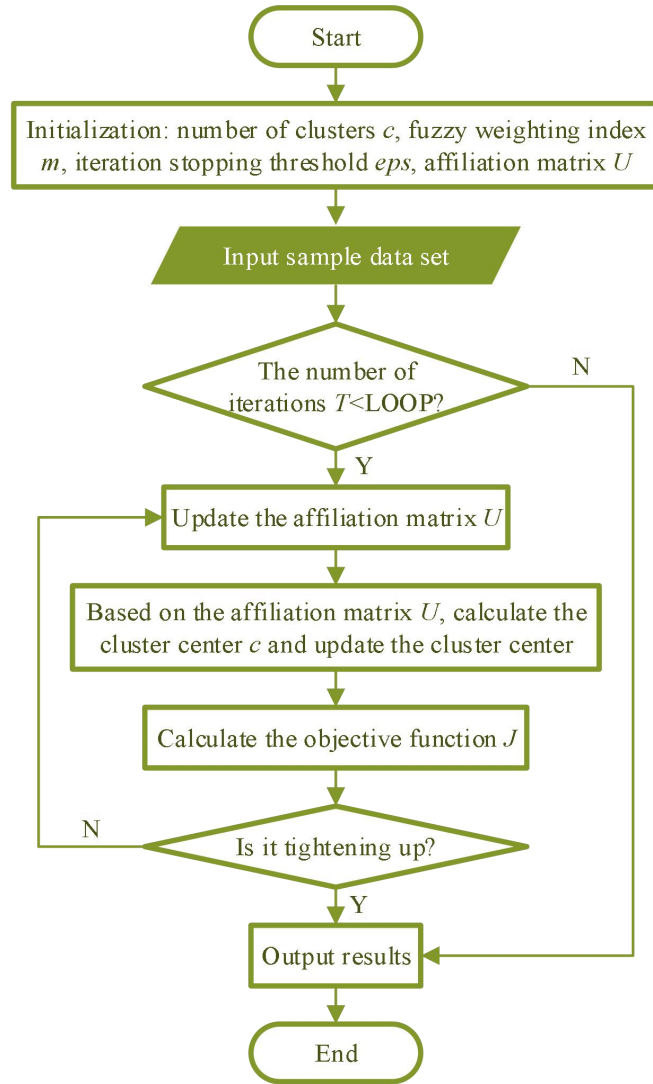 Start
Initialization: number of clusters c, fuzzy weighting index
m, iteration stopping threshold eps, affiliation matrix U
Input sample data set
The number of
iterations T<LOOP?
N
Y
Update the affiliation matrix U
Based on the affiliation matrix U, calculate the
cluster center c and update the cluster center
Calculate the objective function J
N
Is it tightening up?
Y
Output results
End